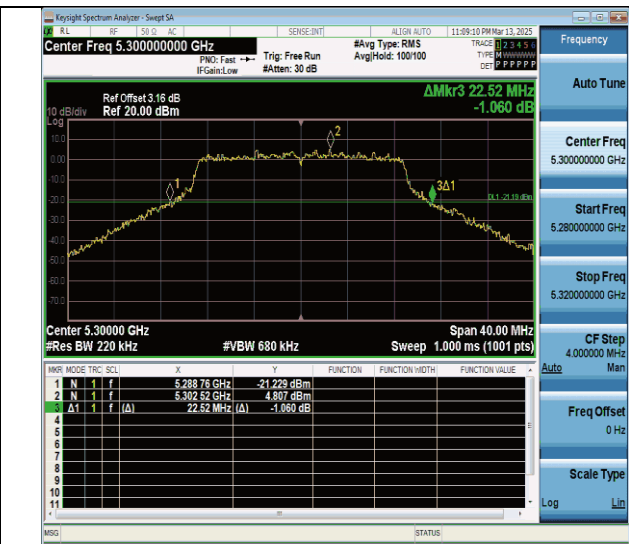 Keysight Spectrum Analyzer - Swept SA
RL RF 50 Ω AC SENSE:INT ALIGN AUTO 11:09:10 PM Mar 13, 2025
Center Freq 5.300000000 GHz
PNO: Fast
IFGain:Low
Trig: Free Run
#Atten: 30 dB
#Avg Type: RMS
Avg|Hold: 100/100
TRACE 1 2 3 4 5 6
TYPE M W W W W W
DET P P P P P P
Frequency
Auto Tune
Center Freq
5.300000000 GHz
Start Freq
5.280000000 GHz
Stop Freq
5.320000000 GHz
CF Step
4.000000 MHz
Auto Man
Freq Offset
0 Hz
Scale Type
Log Lin
ΔMkr3 22.52 MHz
-1.060 dB
Ref Offset 3.16 dB
10 dB/div Ref 20.00 dBm
Log
10.0
0.00
-10.0
-20.0
-30.0
-40.0
-50.0
-60.0
-70.0
1
2
3Δ1
DL1 -21.19 dBm
Center 5.30000 GHz Span 40.00 MHz
#Res BW 220 kHz #VBW 680 kHz Sweep 1.000 ms (1001 pts)
MKR MODE TRC SCL X Y FUNCTION FUNCTION WIDTH FUNCTION VALUE
1 N 1 f 5.288 76 GHz -21.229 dBm
2 N 1 f 5.302 52 GHz 4.807 dBm
3 Δ1 1 f (Δ) 22.52 MHz (Δ) -1.060 dB
4
5
6
7
8
9
10
11
MSG STATUS